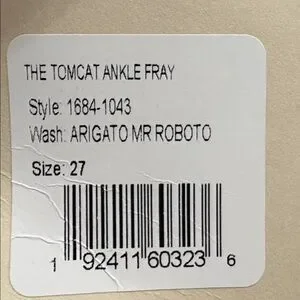 THE TOMCAT ANKLE FRAY
Style: 1684-1043
Wash: ARIGATO MR ROBOTO
Size: 27
1 92411 60323 6